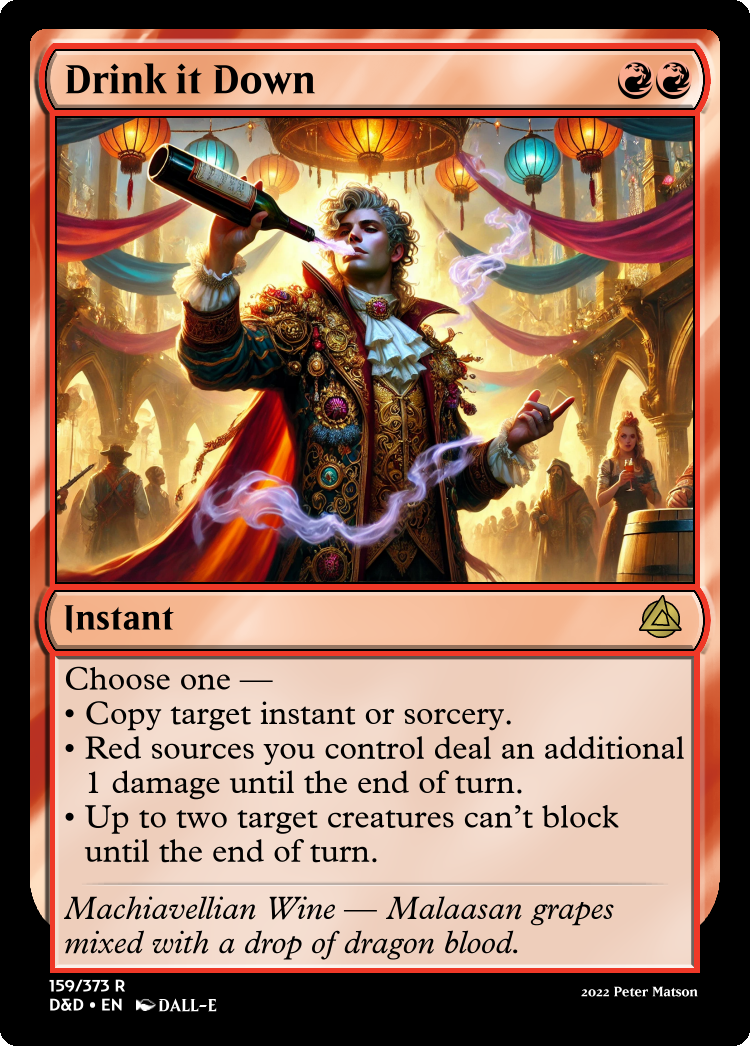 Drink it Down
Instant
Choose one —
• Copy target instant or sorcery.
• Red sources you control deal an additional
1 damage until the end of turn.
• Up to two target creatures can't block
until the end of turn.
Machiavellian Wine — Malaasan grapes
mixed with a drop of dragon blood.
159/373 R
D&D • EN DALL-E
2022 Peter Matson